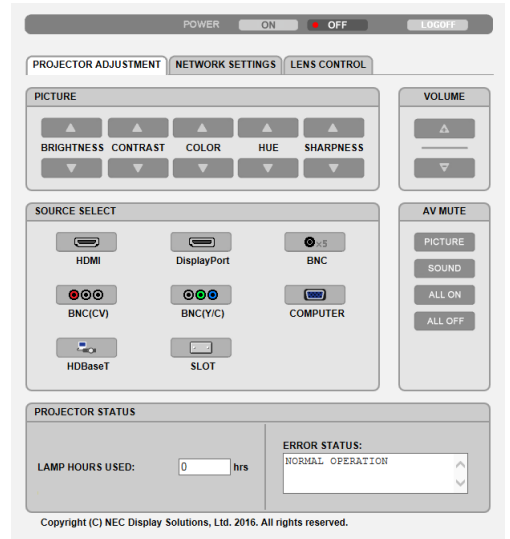 POWER ON OFF LOGOFF
PROJECTOR ADJUSTMENT NETWORK SETTINGS LENS CONTROL
PICTURE
BRIGHTNESS CONTRAST COLOR HUE SHARPNESS
VOLUME
SOURCE SELECT
×5
HDMI DisplayPort BNC
BNC(CV) BNC(Y/C) COMPUTER
HDBaseT SLOT
AV MUTE
PICTURE
SOUND
ALL ON
ALL OFF
PROJECTOR STATUS
LAMP HOURS USED: 0 hrs
ERROR STATUS:
NORMAL OPERATION
Copyright (C) NEC Display Solutions, Ltd. 2016. All rights reserved.